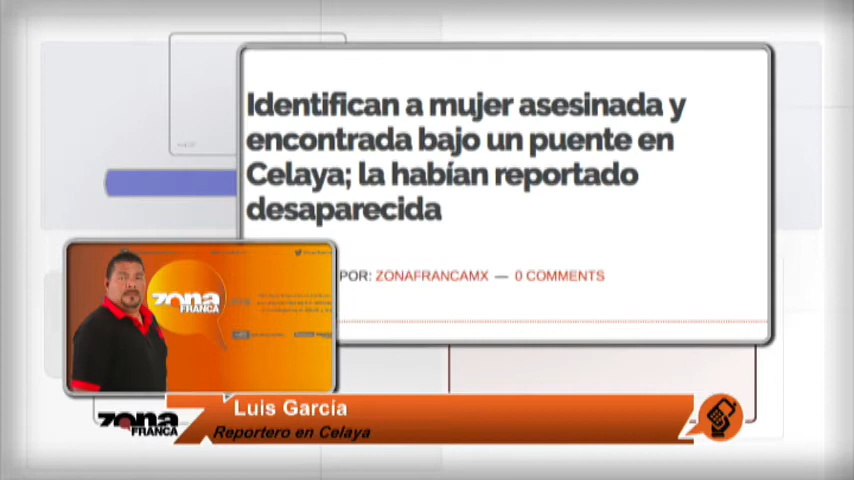 Identifican a mujer asesinada y
encontrada bajo un puente en
Celaya; la habían reportado
desaparecida
POR: ZONAFRANCAMX — 0 COMMENTS
zona
FRANCA
Luis García
zona
FRANCA
Reportero en Celaya